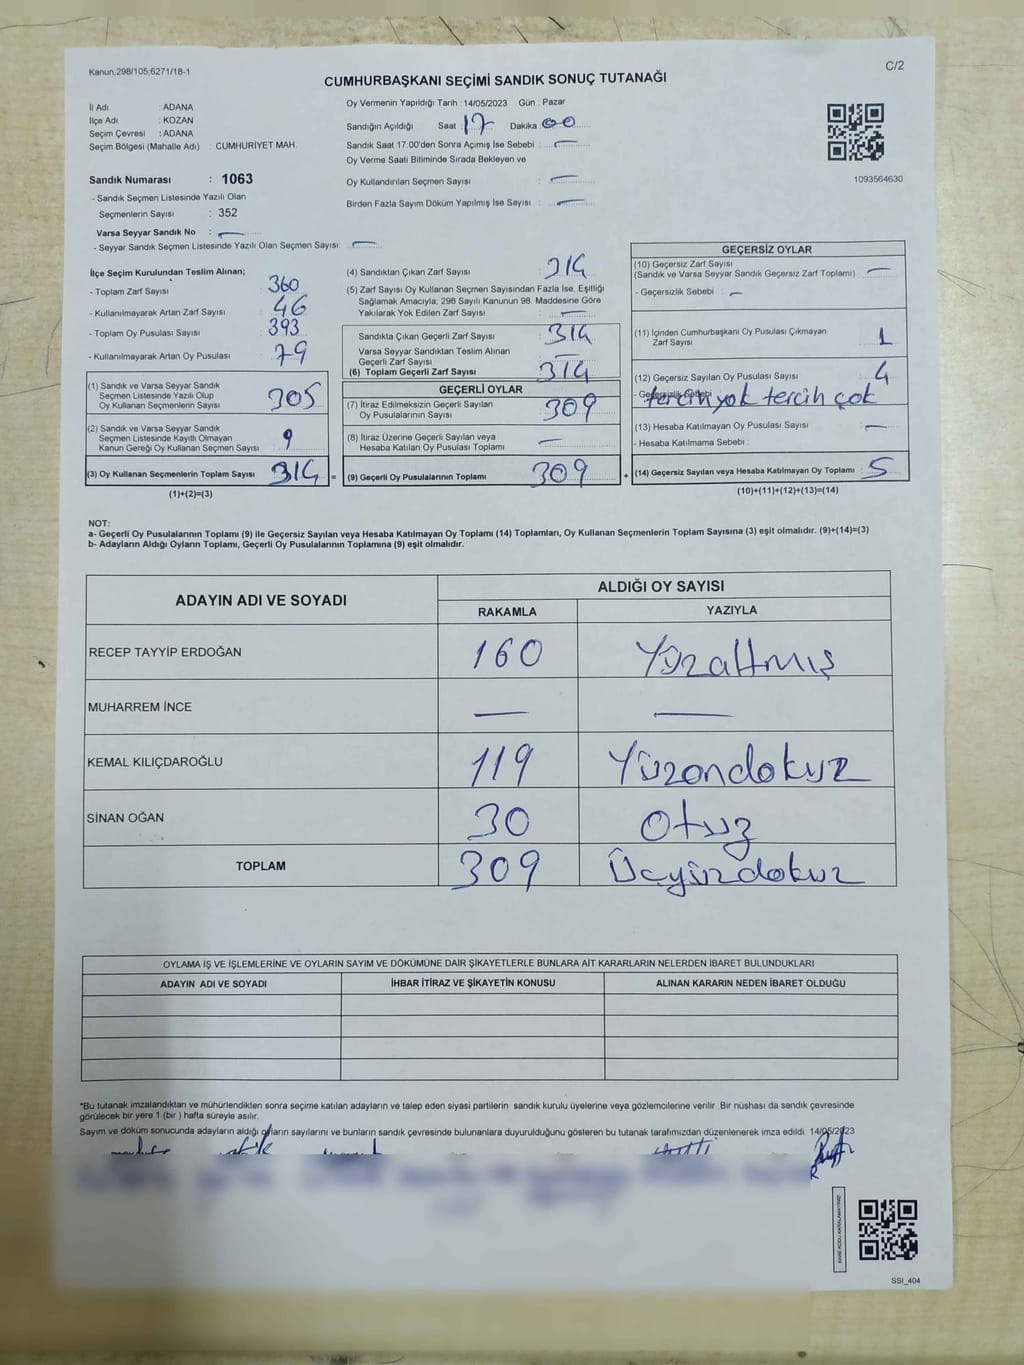 Kanun;298/105;6271/18-1
C/2
CUMHURBAŞKANI SEÇİMİ SANDIK SONUÇ TUTANAĞI
İl Adı : ADANA
İlçe Adı : KOZAN
Seçim Çevresi : ADANA
Seçim Bölgesi (Mahalle Adı) : CUMHURİYET MAH.
Sandık Numarası : 1063
- Sandık Seçmen Listesinde Yazılı Olan
Seçmenlerin Sayısı : 352
Varsa Seyyar Sandık No : —
- Seyyar Sandık Seçmen Listesinde Yazılı Olan Seçmen Sayısı: —
Oy Vermenin Yapıldığı Tarih : 14/05/2023 Gün : Pazar
Sandığın Açıldığı Saat : 17 Dakika 00
Sandık Saat 17:00'den Sonra Açımış İse Sebebi : —
Oy Verme Saati Bitiminde Sırada Bekleyen ve
Oy Kullandırılan Seçmen Sayısı : —
Birden Fazla Sayım Döküm Yapılmış İse Sayısı : —
1093564630
İlçe Seçim Kurulundan Teslim Alınan;
- Toplam Zarf Sayısı : 360
- Kullanılmayarak Artan Zarf Sayısı : 46
- Toplam Oy Pusulası Sayısı : 393
- Kullanılmayarak Artan Oy Pusulası : 79
(1) Sandık ve Varsa Seyyar Sandık
Seçmen Listesinde Yazılı Olup
Oy Kullanan Seçmenlerin Sayısı : 305
(2) Sandık ve Varsa Seyyar Sandık
Seçmen Listesinde Kayıtlı Olmayan
Kanun Gereği Oy Kullanan Seçmen Sayısı : 9
(3) Oy Kullanan Seçmenlerin Toplam Sayısı : 314 =
(1)+(2)=(3)
(4) Sandıktan Çıkan Zarf Sayısı : 314
(5) Zarf Sayısı Oy Kullanan Seçmen Sayısından Fazla İse, Eşitliği
Sağlamak Amacıyla; 298 Sayılı Kanunun 98. Maddesine Göre
Yakılarak Yok Edilen Zarf Sayısı : —
Sandıkta Çıkan Geçerli Zarf Sayısı : 314
Varsa Seyyar Sandıktan Teslim Alınan
Geçerli Zarf Sayısı : —
(6) Toplam Geçerli Zarf Sayısı : 314
GEÇERLİ OYLAR
(7) İtiraz Edilmeksizin Geçerli Sayılan
Oy Pusulalarının Sayısı : 309
(8) İtiraz Üzerine Geçerli Sayılan veya
Hesaba Katılan Oy Pusulası Toplamı : —
(9) Geçerli Oy Pusulalarının Toplamı : 309 +
GEÇERSİZ OYLAR
(10) Geçersiz Zarf Sayısı
(Sandık ve Varsa Seyyar Sandık Geçersiz Zarf Toplamı) : —
- Geçersizlik Sebebi : —
(11) İçinden Cumhurbaşkanı Oy Pusulası Çıkmayan
Zarf Sayısı : 1
(12) Geçersiz Sayılan Oy Pusulası Sayısı : 4
- Geçersizlik Sebebi : tercih yok tercih çok
(13) Hesaba Katılmayan Oy Pusulası Sayısı : —
- Hesaba Katılmama Sebebi :
(14) Geçersiz Sayılan veya Hesaba Katılmayan Oy Toplamı : 5
(10)+(11)+(12)+(13)=(14)
NOT:
a- Geçerli Oy Pusulalarının Toplamı (9) ile Geçersiz Sayılan veya Hesaba Katılmayan Oy Toplamı (14) Toplamları, Oy Kullanan Seçmenlerin Toplam Sayısına (3) eşit olmalıdır. (9)+(14)=(3)
b- Adayların Aldığı Oyların Toplamı, Geçerli Oy Pusulalarının Toplamına (9) eşit olmalıdır.
ADAYIN ADI VE SOYADI ALDIĞI OY SAYISI
RAKAMLA YAZIYLA
RECEP TAYYİP ERDOĞAN 160 Yüzaltmış
MUHARREM İNCE — —
KEMAL KILIÇDAROĞLU 119 Yüzondokuz
SİNAN OĞAN 30 Otuz
TOPLAM 309 Üçyüzdokuz
OYLAMA İŞ VE İŞLEMLERİNE VE OYLARIN SAYIM VE DÖKÜMÜNE DAİR ŞİKAYETLERLE BUNLARA AİT KARARLARIN NELERDEN İBARET BULUNDUKLARI
ADAYIN ADI VE SOYADI İHBAR İTİRAZ VE ŞİKAYETİN KONUSU ALINAN KARARIN NEDEN İBARET OLDUĞU
*Bu tutanak imzalandıktan ve mühürlendikten sonra seçime katılan adayların ve talep eden siyasi partilerin sandık kurulu üyelerine veya gözlemcilerine verilir. Bir nüshası da sandık çevresinde
görülecek bir yere 1 (bir ) hafta süreyle asılır.
Sayım ve döküm sonucunda adayların aldığı oyların sayılarını ve bunların sandık çevresinde bulunanlara duyurulduğunu gösteren bu tutanak tarafımızdan düzenlenerek imza edildi. 14/05/2023
SSI_404